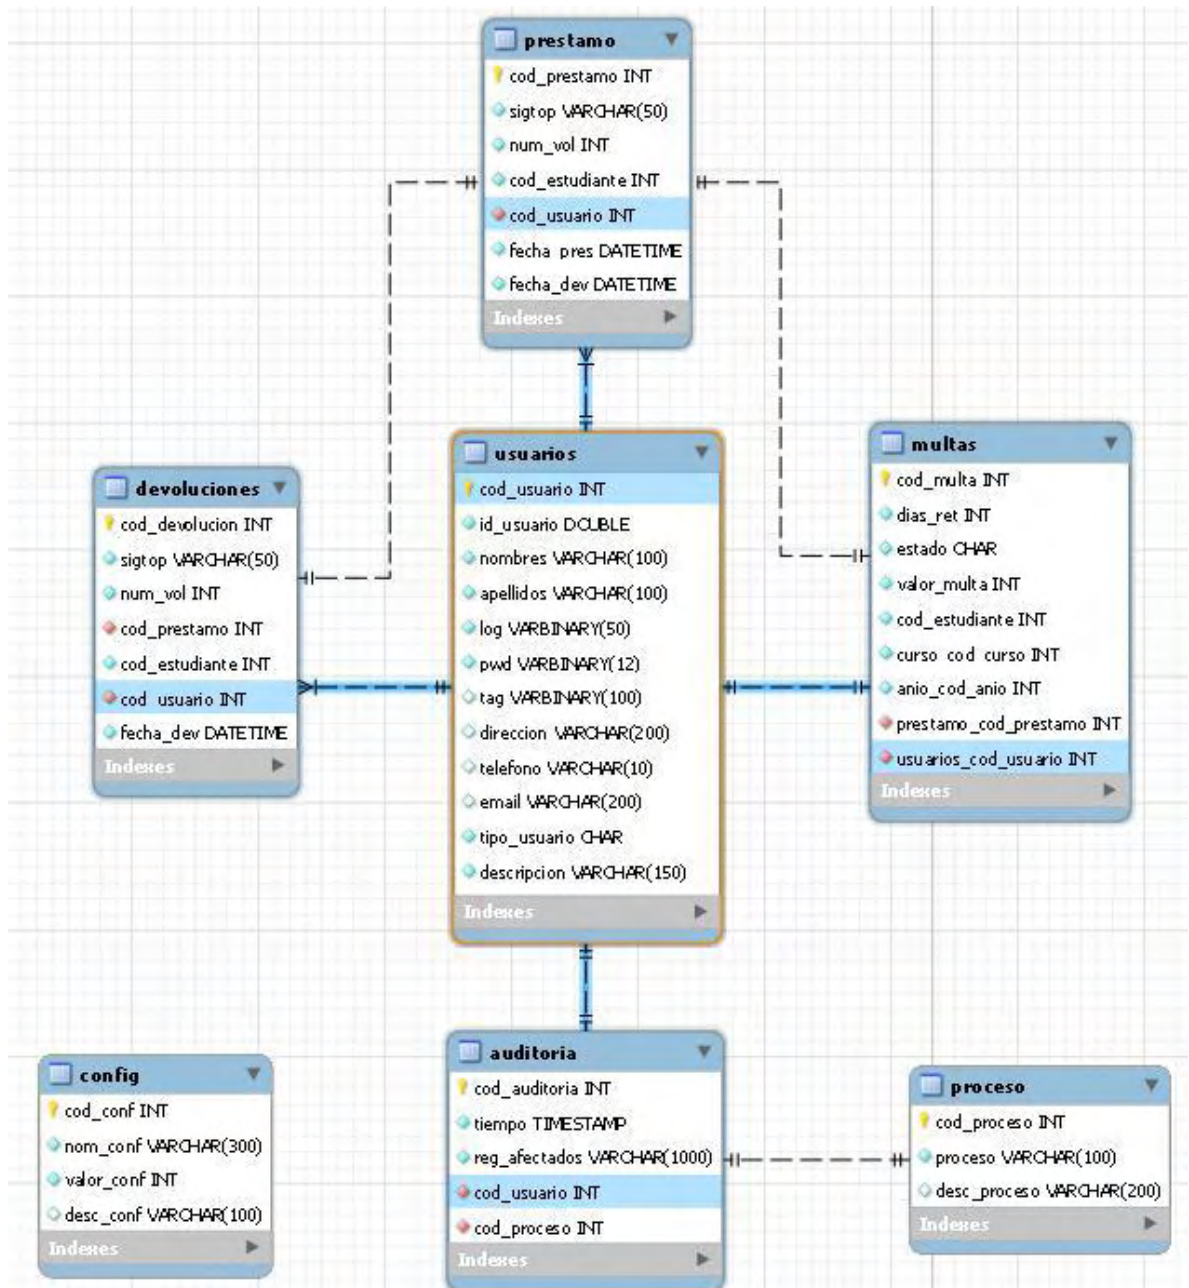 prestamo
cod_prestamo INT
sigtop VARCHAR(50)
num_vol INT
cod_estudiante INT
cod_usuario INT
fecha_pres DATETIME
fecha_dev DATETIME
Indexes
devoluciones
cod_devolucion INT
sigtop VARCHAR(50)
num_vol INT
cod_prestamo INT
cod_estudiante INT
cod_usuario INT
fecha_dev DATETIME
Indexes
usuarios
cod_usuario INT
id_usuario DOUBLE
nombres VARCHAR(100)
apellidos VARCHAR(100)
log VARBINARY(50)
pwd VARBINARY(12)
tag VARBINARY(100)
direccion VARCHAR(200)
telefono VARCHAR(10)
email VARCHAR(200)
tipo_usuario CHAR
descripcion VARCHAR(150)
Indexes
multas
cod_multa INT
dias_ret INT
estado CHAR
valor_multa INT
cod_estudiante INT
curso_cod_curso INT
anio_cod_anio INT
prestamo_cod_prestamo INT
usuarios_cod_usuario INT
Indexes
config
cod_conf INT
nom_conf VARCHAR(300)
valor_conf INT
desc_conf VARCHAR(100)
Indexes
auditoria
cod_auditoria INT
tiempo TIMESTAMP
reg_afectados VARCHAR(1000)
cod_usuario INT
cod_proceso INT
Indexes
proceso
cod_proceso INT
proceso VARCHAR(100)
desc_proceso VARCHAR(200)
Indexes